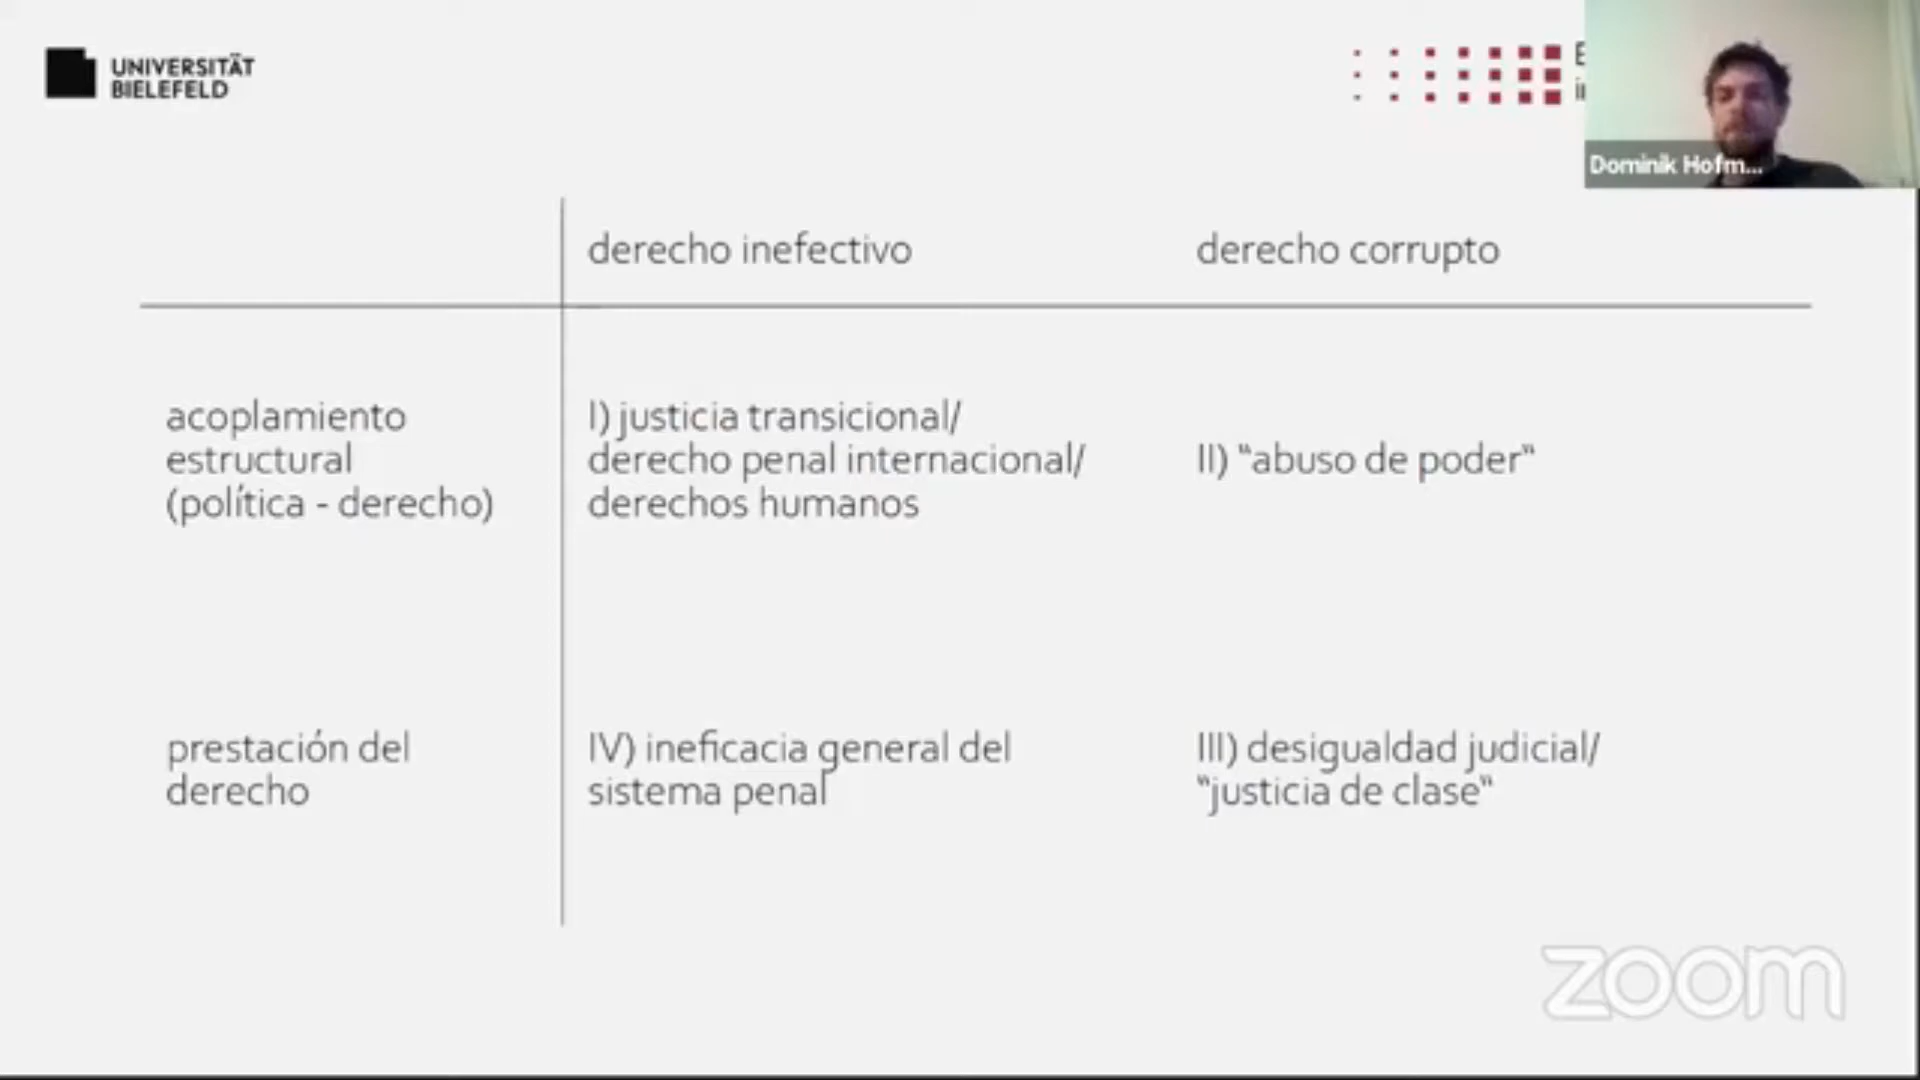 UNIVERSITÄT
BIELEFELD
Dominik Hofm...
derecho inefectivo
derecho corrupto
acoplamiento
estructural
(política - derecho)
I) justicia transicional/
derecho penal internacional/
derechos humanos
II) “abuso de poder“
prestación del
derecho
IV) ineficacia general del
sistema penal
III) desigualdad judicial/
“justicia de clase“
zoom